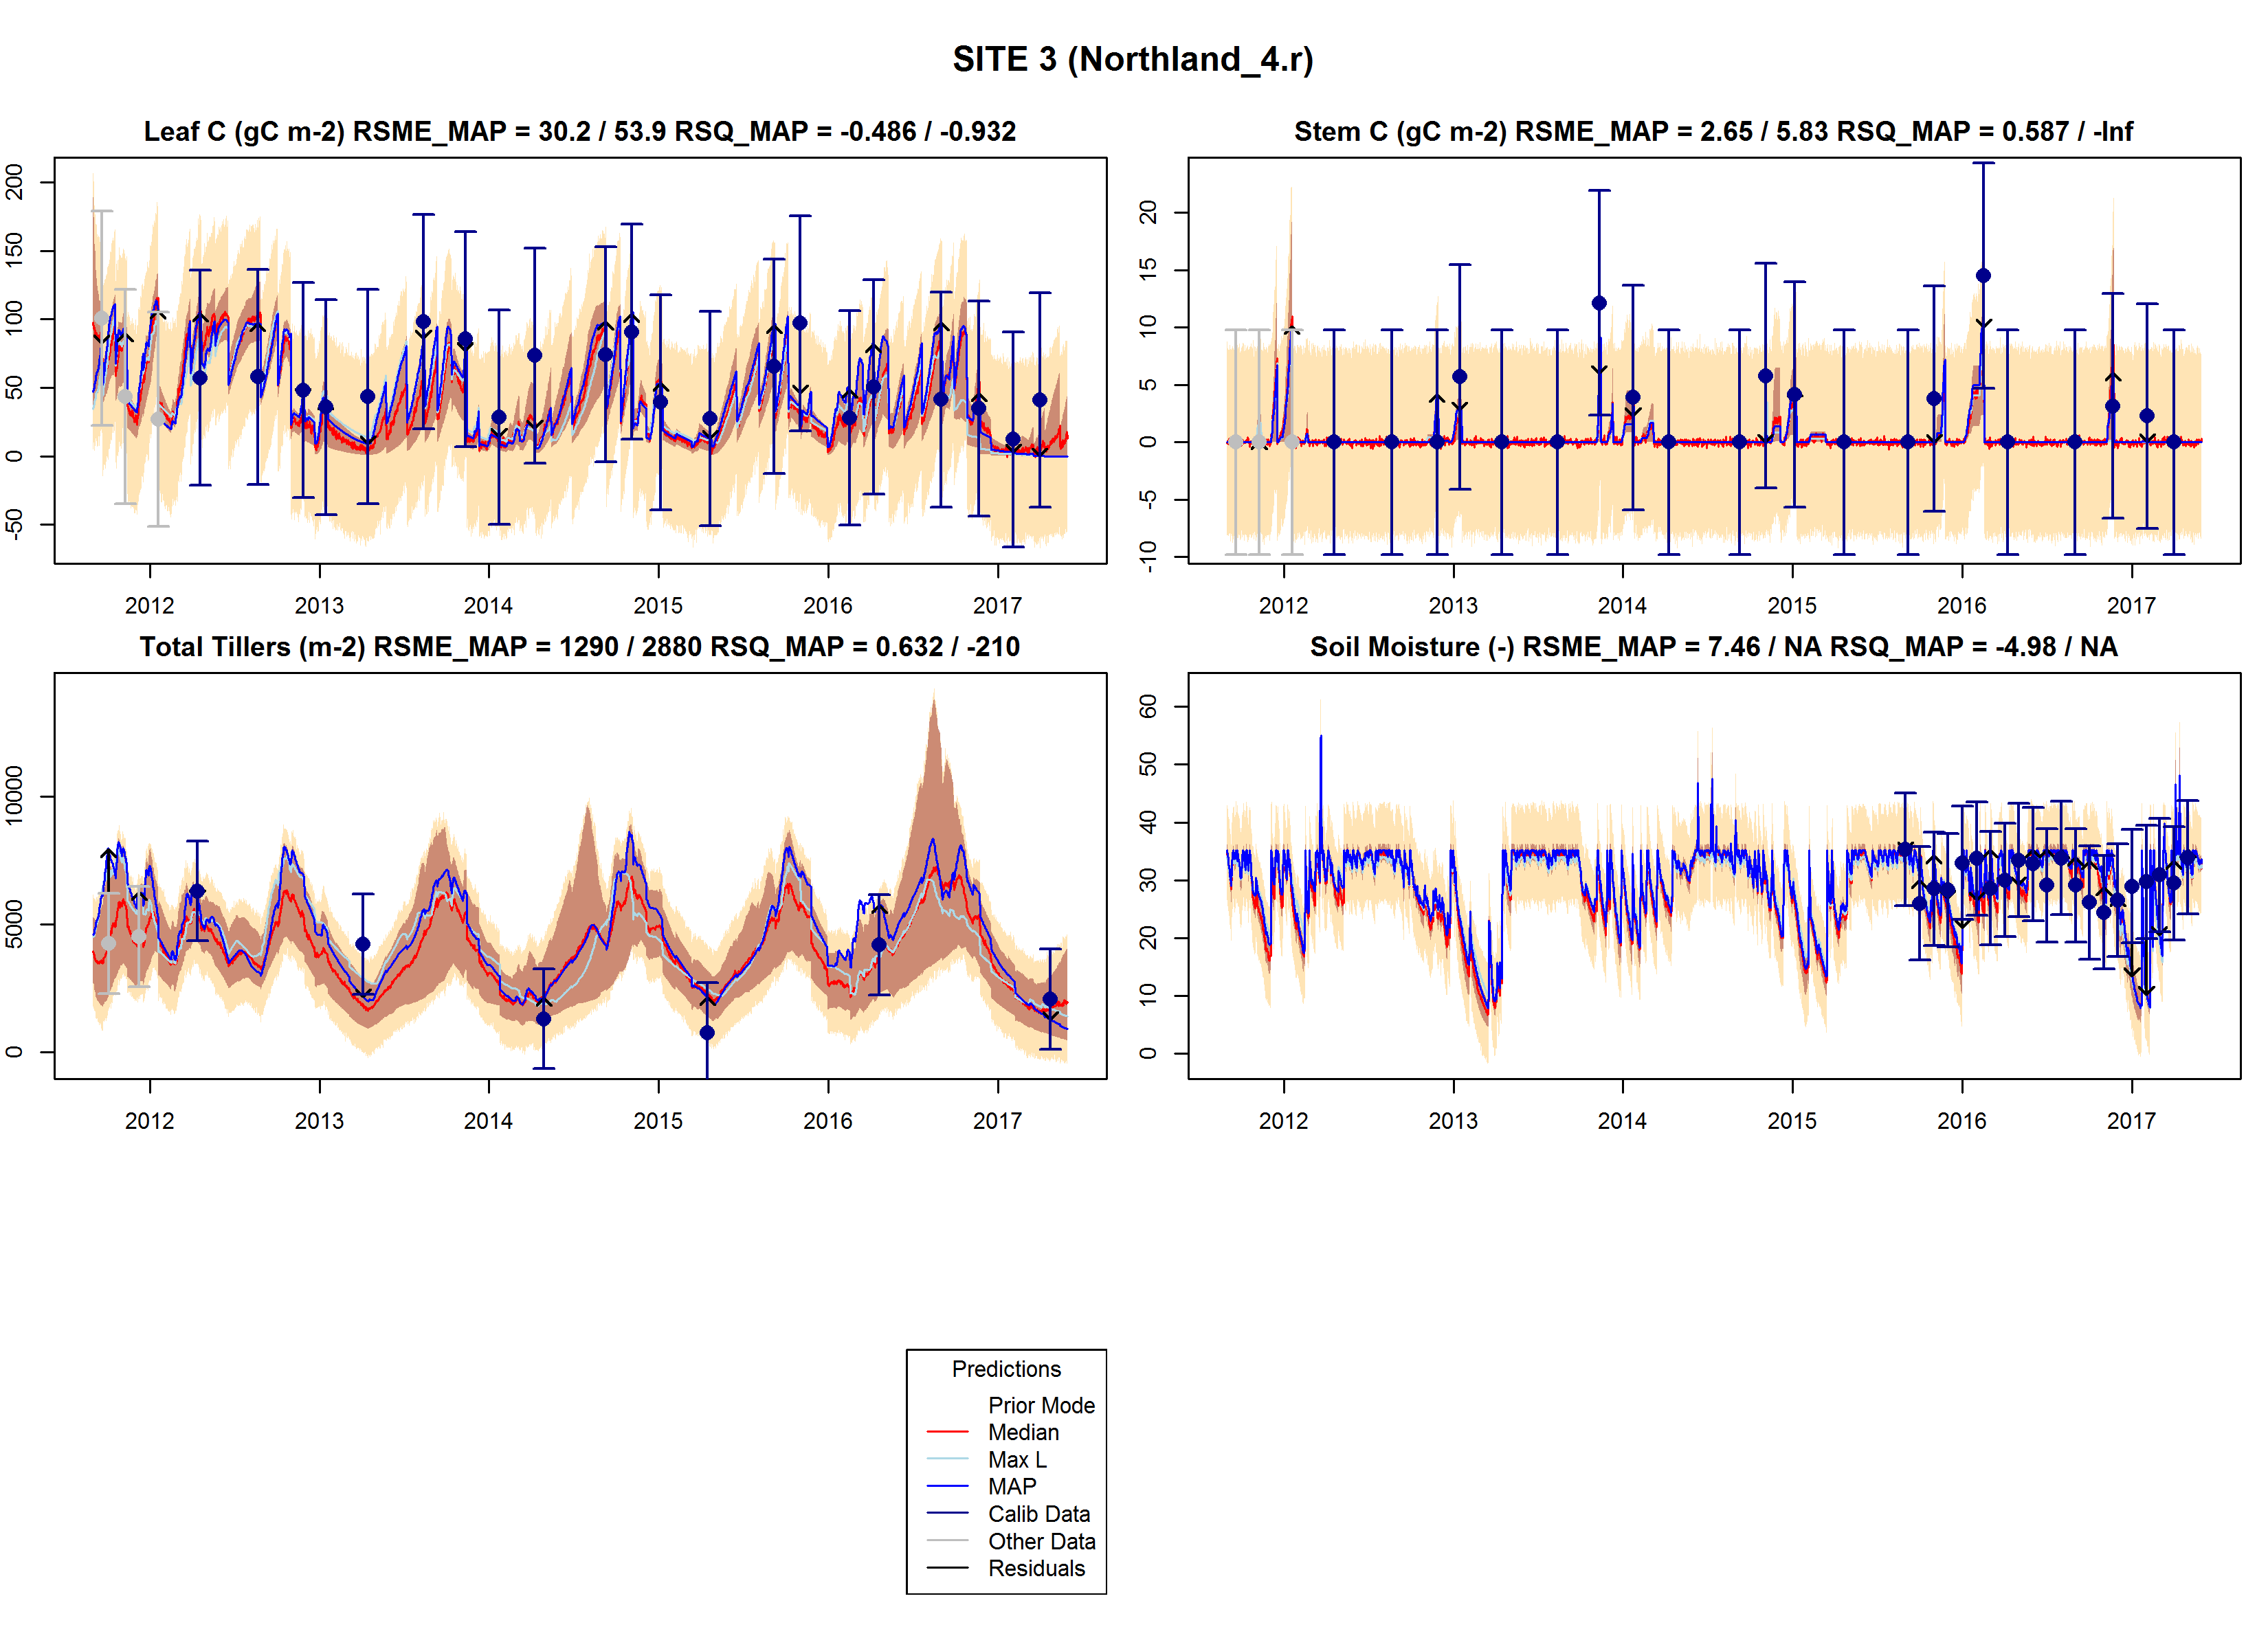 SITE 3 (Northland_4.r)
Leaf C (gC m-2) RSME_MAP = 30.2 / 53.9 RSQ_MAP = -0.486 / -0.932
200
150
100
50
0
-50
2012 2013 2014 2015 2016 2017
Stem C (gC m-2) RSME_MAP = 2.65 / 5.83 RSQ_MAP = 0.587 / -Inf
20
15
10
5
0
-5
-10
2012 2013 2014 2015 2016 2017
Total Tillers (m-2) RSME_MAP = 1290 / 2880 RSQ_MAP = 0.632 / -210
10000
5000
0
2012 2013 2014 2015 2016 2017
Soil Moisture (-) RSME_MAP = 7.46 / NA RSQ_MAP = -4.98 / NA
60
50
40
30
20
10
0
2012 2013 2014 2015 2016 2017
Predictions
Prior Mode
Median
Max L
MAP
Calib Data
Other Data
Residuals